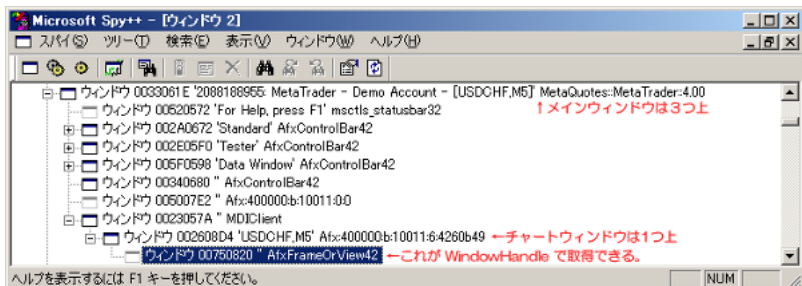 Microsoft Spy++ - [ウィンドウ 2]
スパイ(S) ツリー(T) 検索(E) 表示(V) ウィンドウ(W) ヘルプ(H)
ウィンドウ 0033061E '2088188955: MetaTrader - Demo Account - [USDCHF,M5]' MetaQuotes::MetaTrader::4.00
ウィンドウ 00520572 'For Help, press F1' msctls_statusbar32 ↑メインウィンドウは3つ上
ウィンドウ 002A0672 'Standard' AfxControlBar42
ウィンドウ 002E05F0 'Tester' AfxControlBar42
ウィンドウ 005F0598 'Data Window' AfxControlBar42
ウィンドウ 00340680 '' AfxControlBar42
ウィンドウ 005007E2 '' Afx:400000:b:10011:0:0
ウィンドウ 0023057A '' MDIClient
ウィンドウ 002608D4 'USDCHF,M5' Afx:400000:b:10011:6:4260b49 ←チャートウィンドウは1つ上
ウィンドウ 00750820 '' AfxFrameOrView42 ←これが WindowHandle で取得できる。
ヘルプを表示するには F1 キーを押してください。 NUM